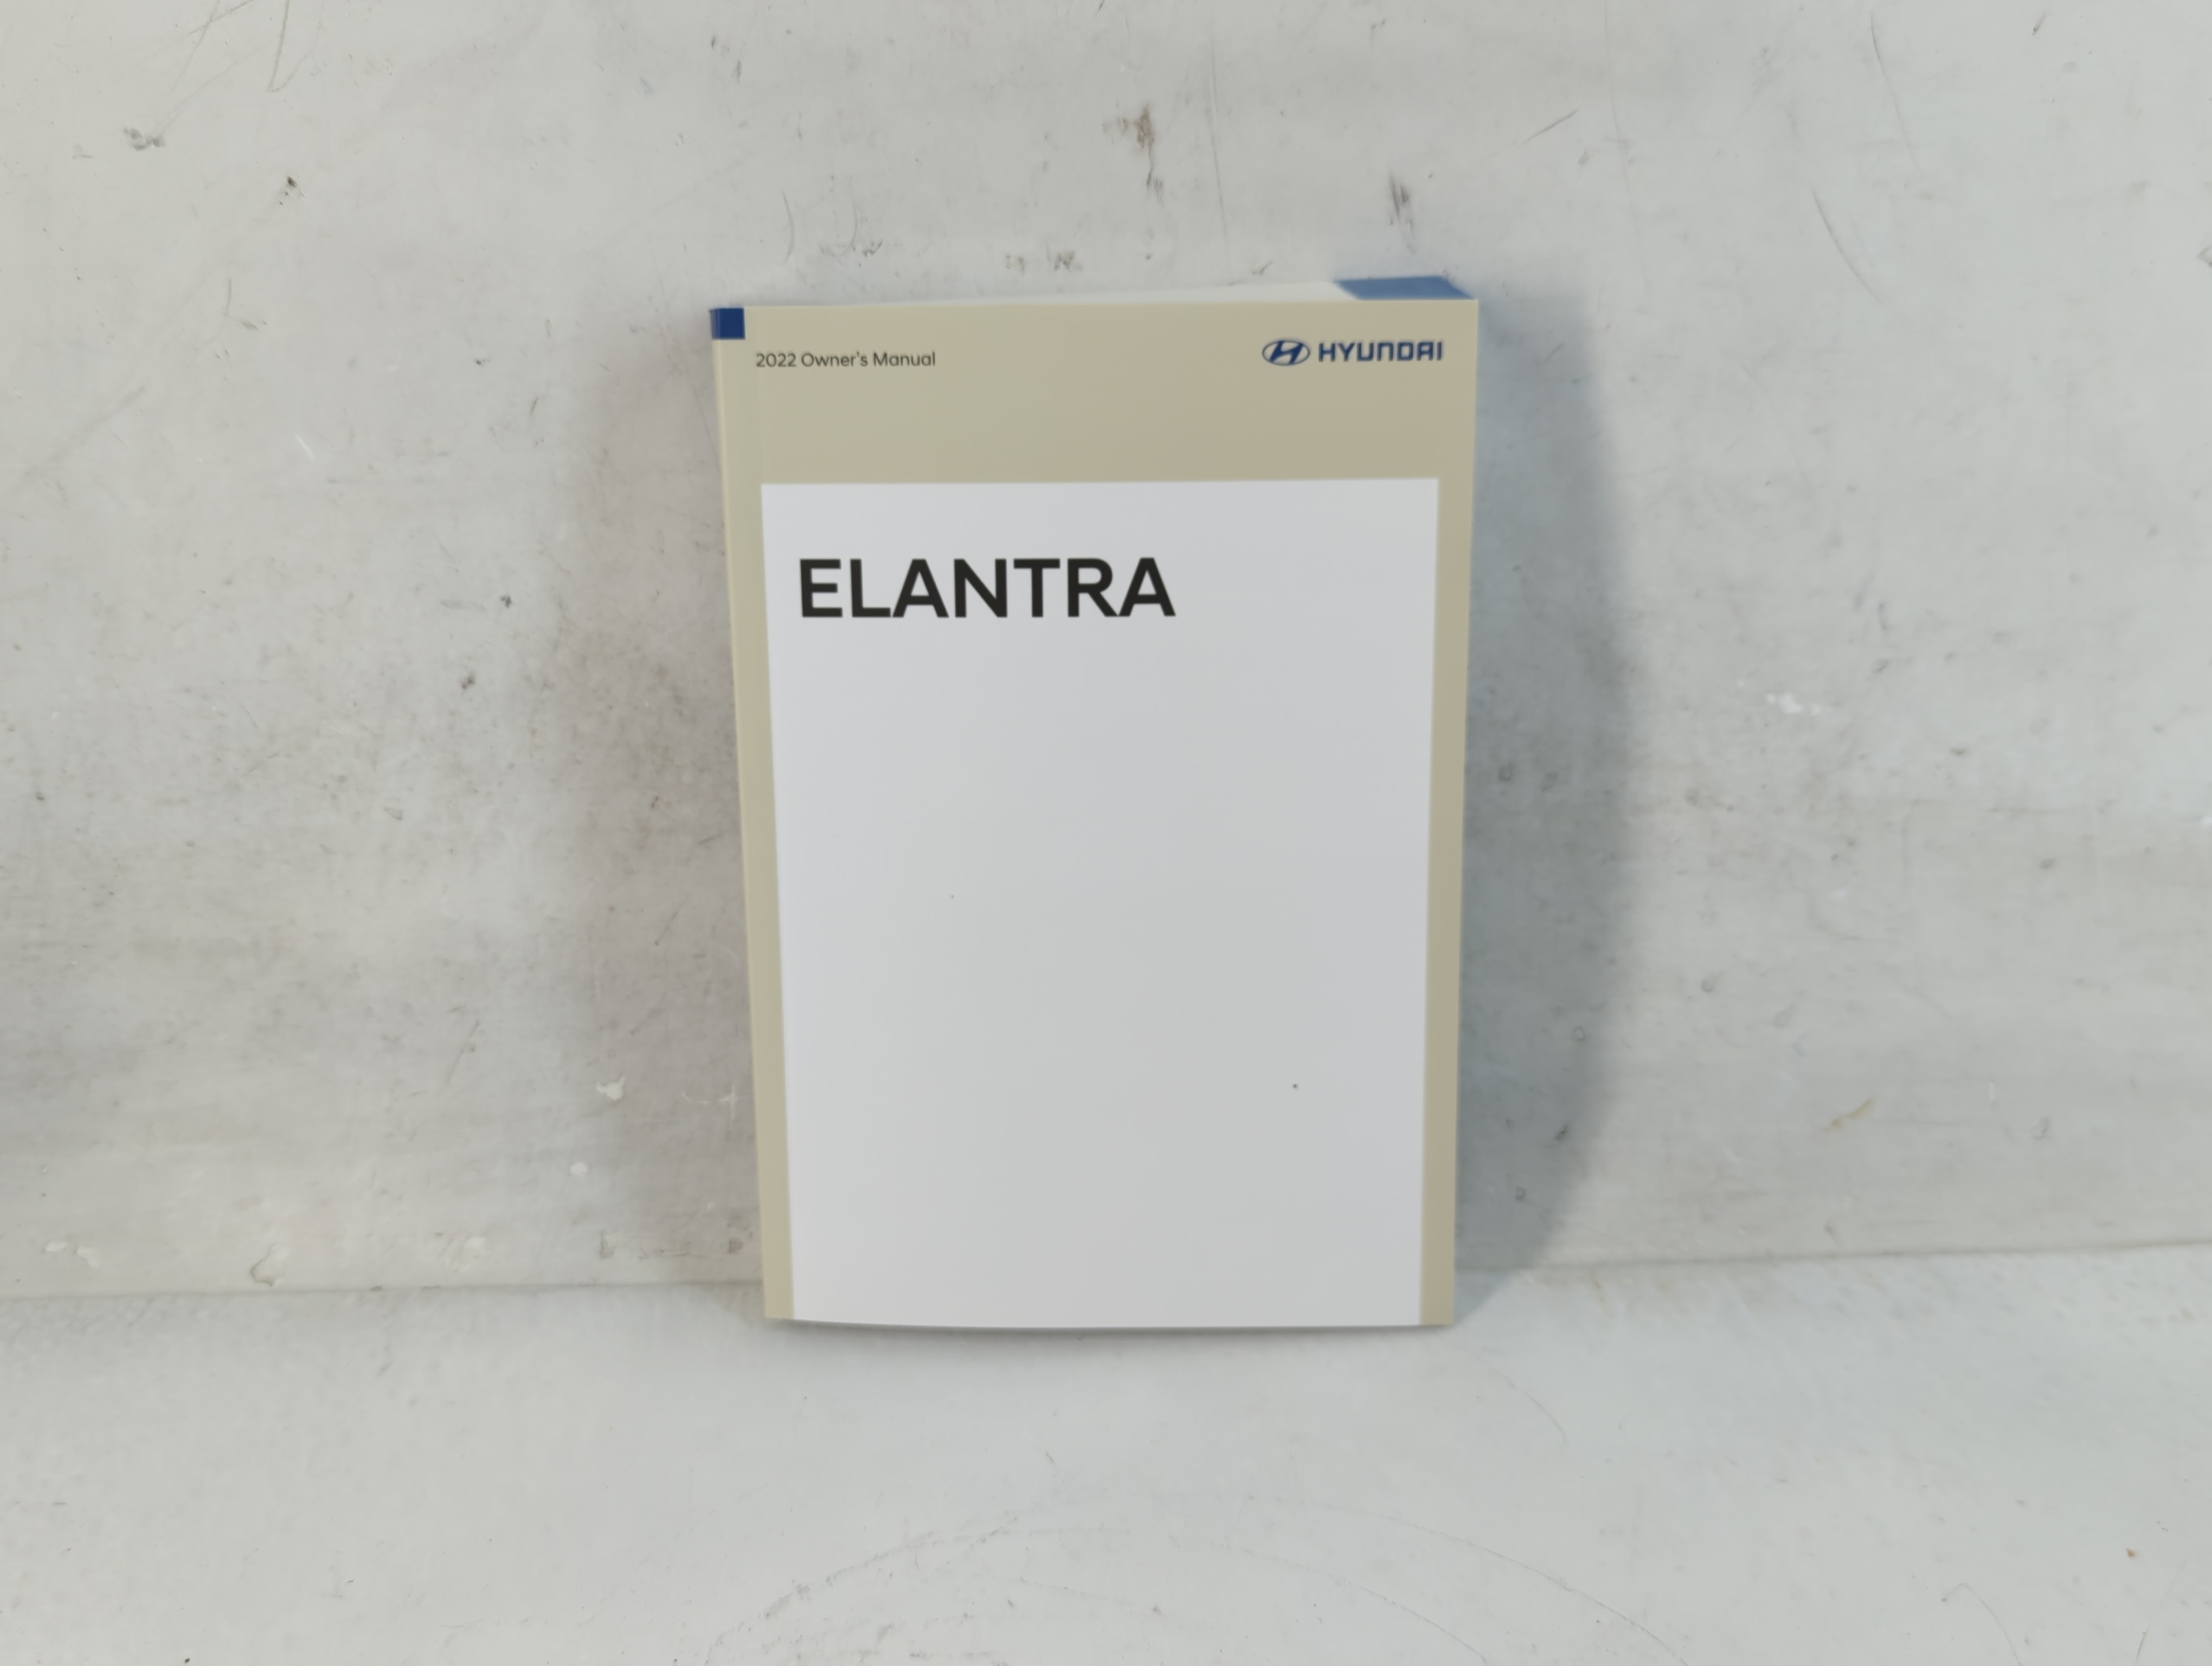 2022 Owner's Manual
HYUNDAI
ELANTRA